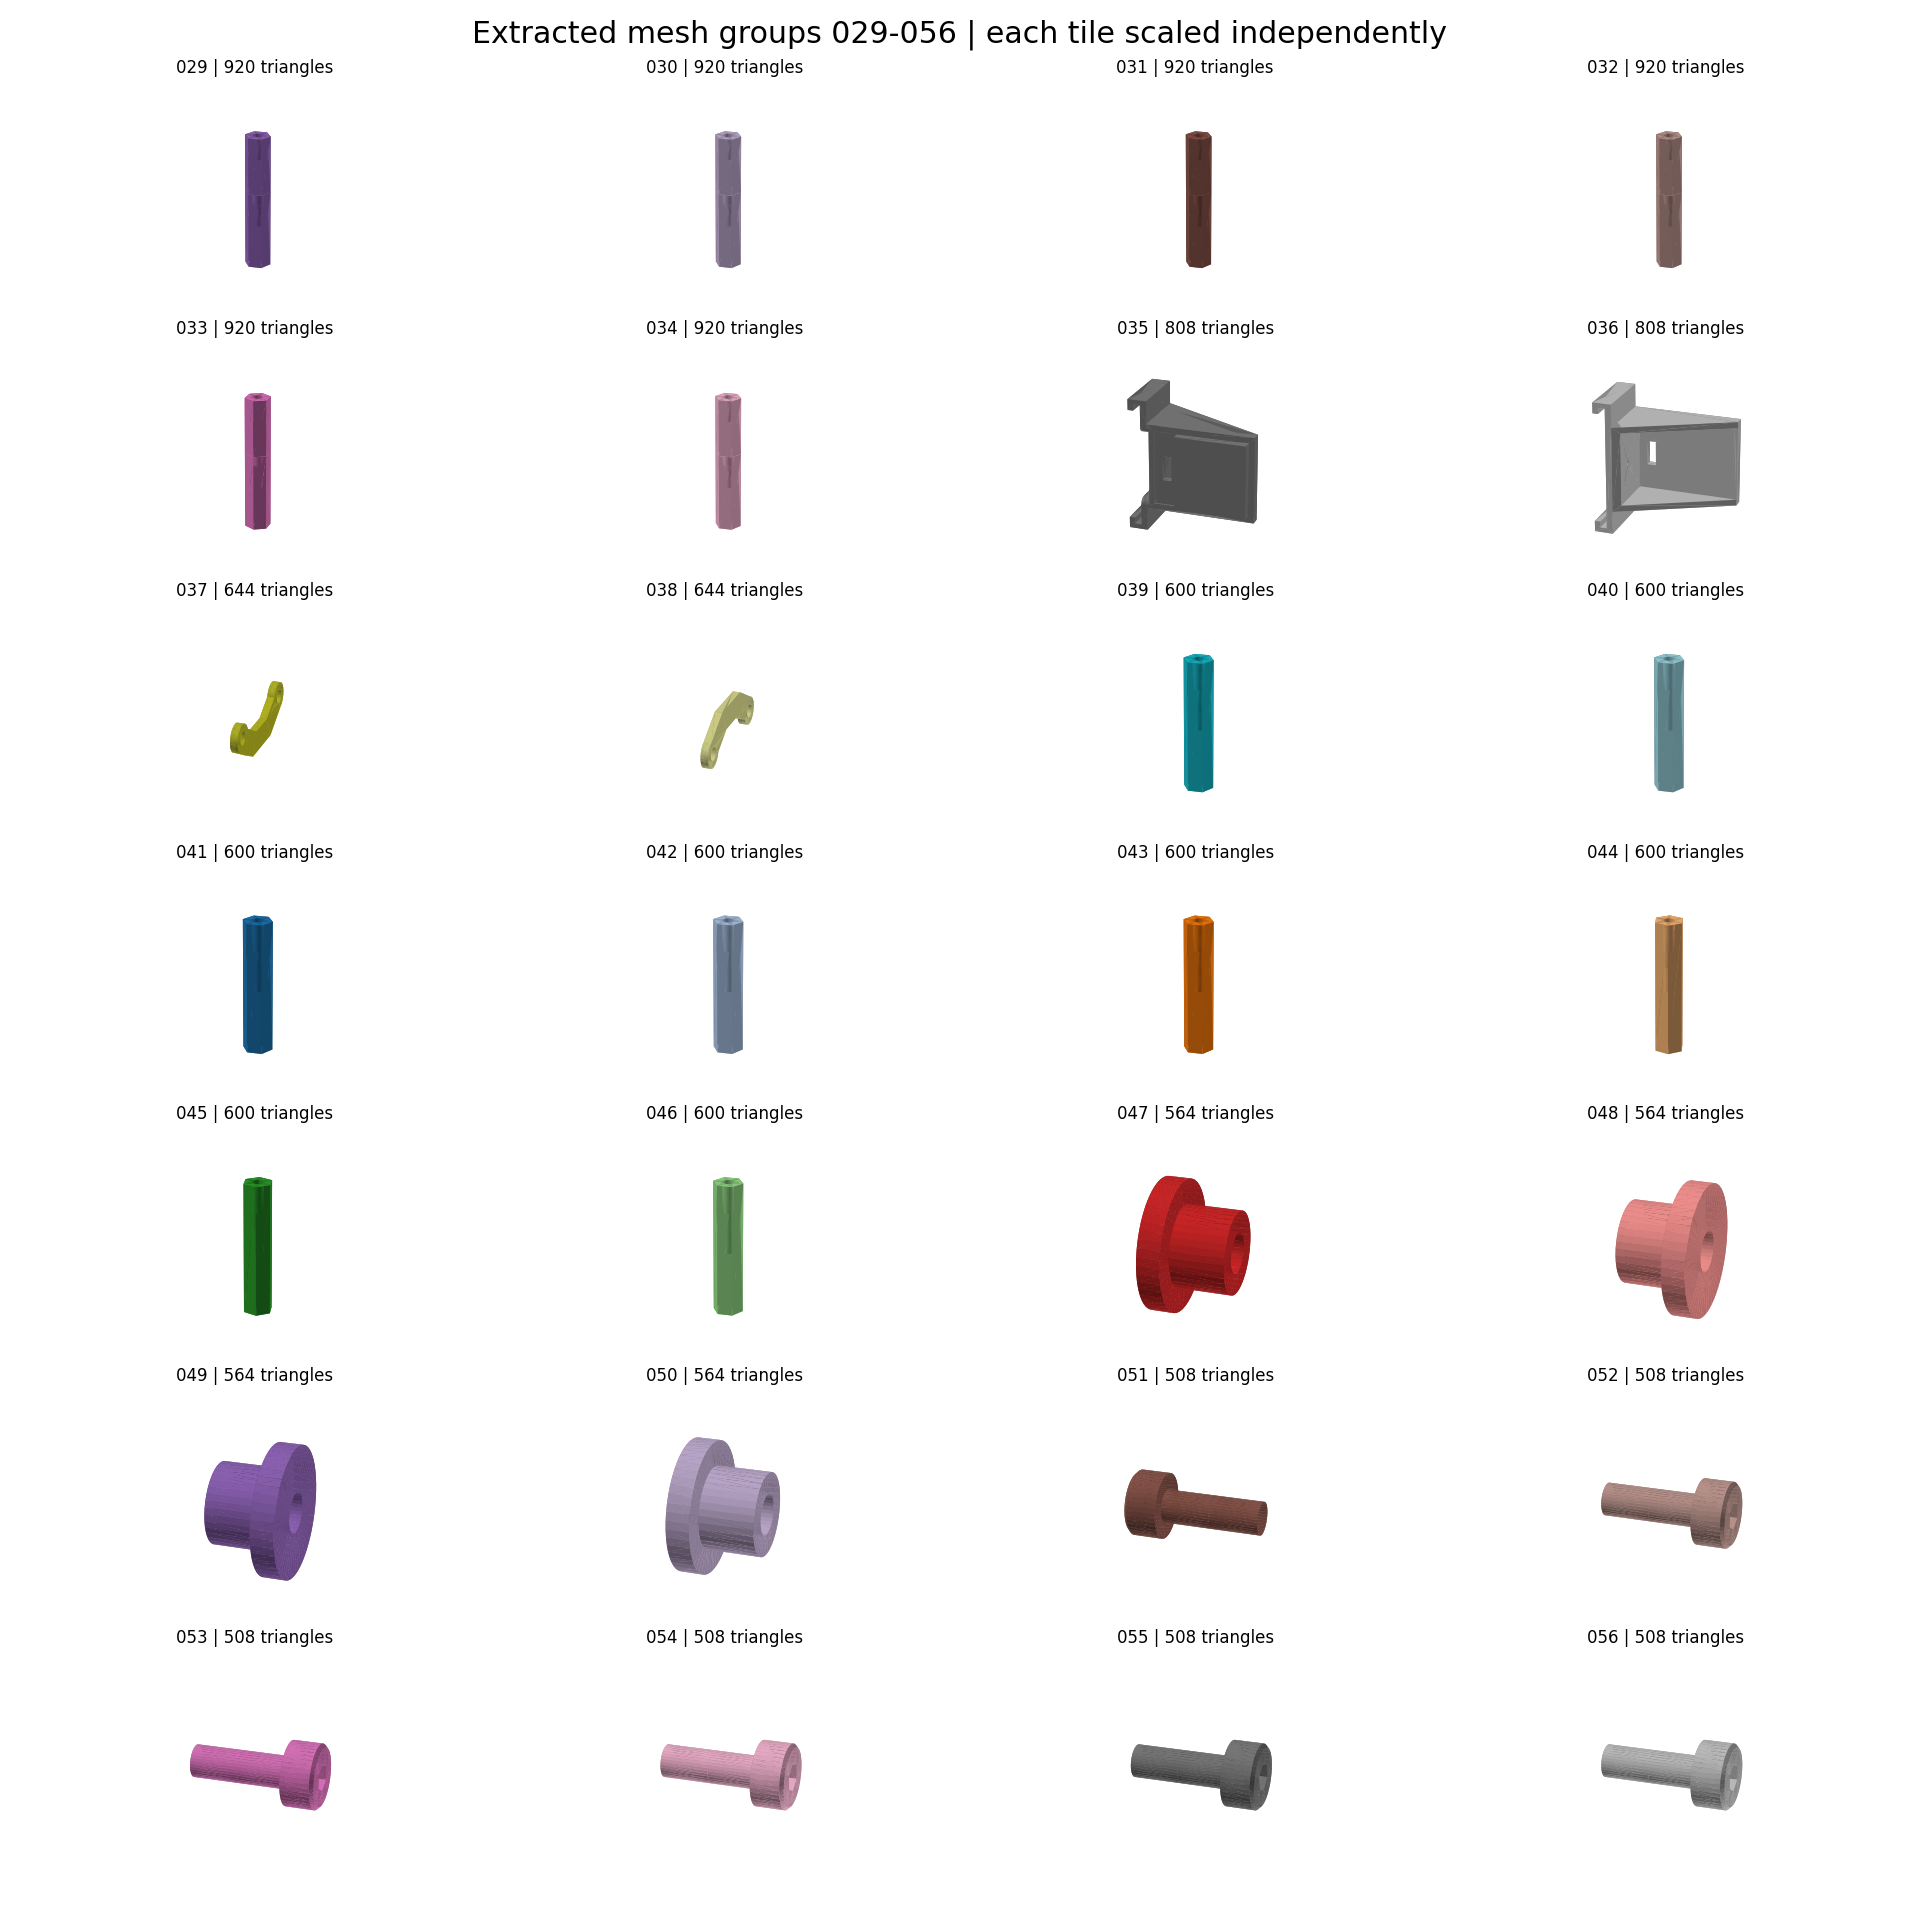 Extracted mesh groups 029-056 | each tile scaled independently
029 | 920 triangles
030 | 920 triangles
031 | 920 triangles
032 | 920 triangles
033 | 920 triangles
034 | 920 triangles
035 | 808 triangles
036 | 808 triangles
037 | 644 triangles
038 | 644 triangles
039 | 600 triangles
040 | 600 triangles
041 | 600 triangles
042 | 600 triangles
043 | 600 triangles
044 | 600 triangles
045 | 600 triangles
046 | 600 triangles
047 | 564 triangles
048 | 564 triangles
049 | 564 triangles
050 | 564 triangles
051 | 508 triangles
052 | 508 triangles
053 | 508 triangles
054 | 508 triangles
055 | 508 triangles
056 | 508 triangles